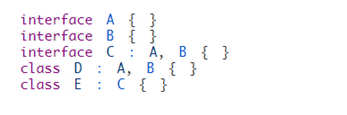 interface A { }
interface B { }
interface C : A, B { }
class D : A, B { }
class E : C { }